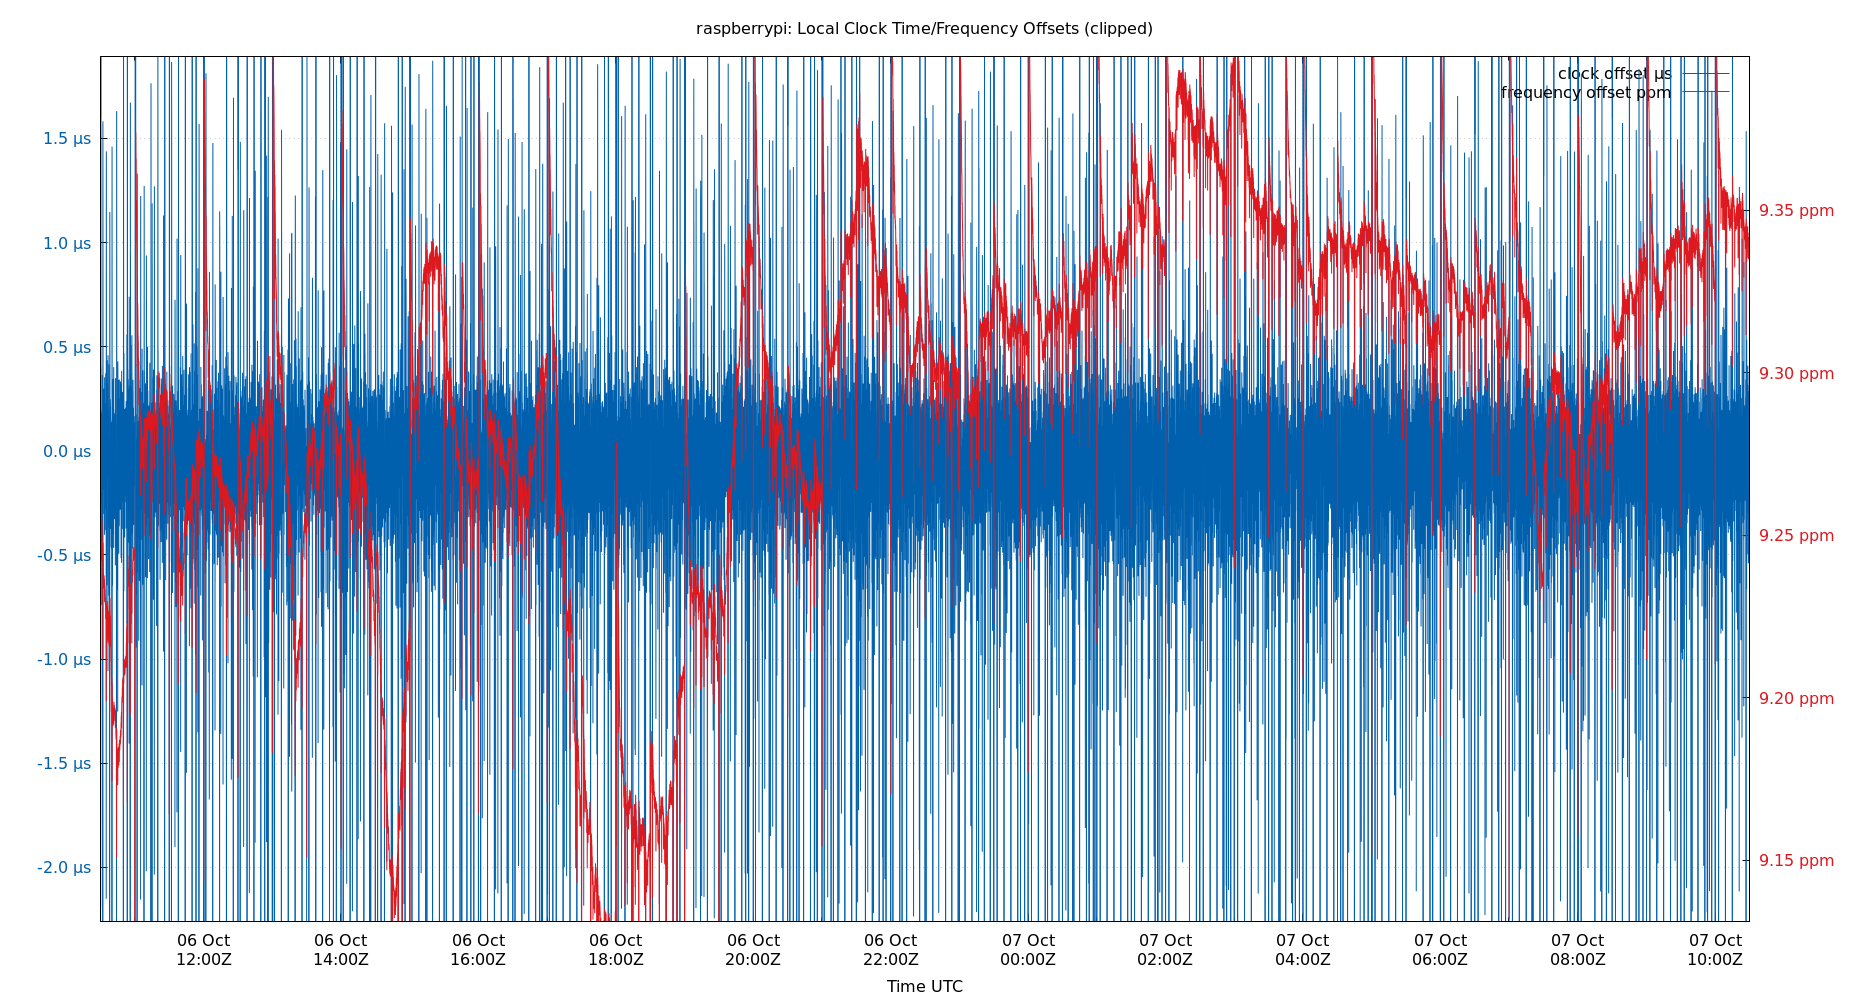 raspberrypi: Local Clock Time/Frequency Offsets (clipped)
clock offset µs
frequency offset ppm
1.5 µs
1.0 µs
0.5 µs
0.0 µs
-0.5 µs
-1.0 µs
-1.5 µs
-2.0 µs
9.35 ppm
9.30 ppm
9.25 ppm
9.20 ppm
9.15 ppm
06 Oct
12:00Z
06 Oct
14:00Z
06 Oct
16:00Z
06 Oct
18:00Z
06 Oct
20:00Z
06 Oct
22:00Z
07 Oct
00:00Z
07 Oct
02:00Z
07 Oct
04:00Z
07 Oct
06:00Z
07 Oct
08:00Z
07 Oct
10:00Z
Time UTC